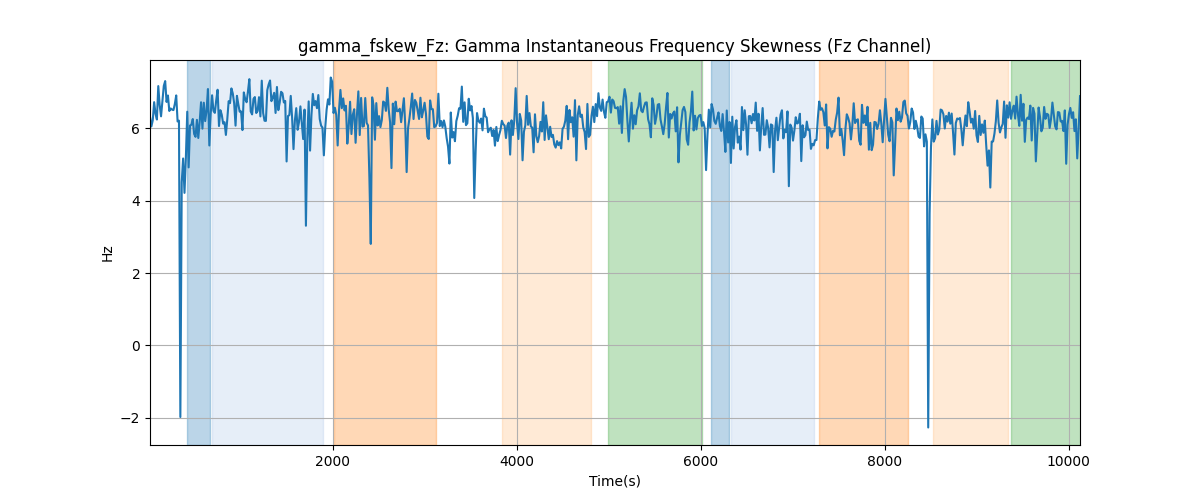 gamma_fskew_Fz: Gamma Instantaneous Frequency Skewness (Fz Channel)
Hz
6
4
2
0
−2
2000 4000 6000 8000 10000
Time(s)